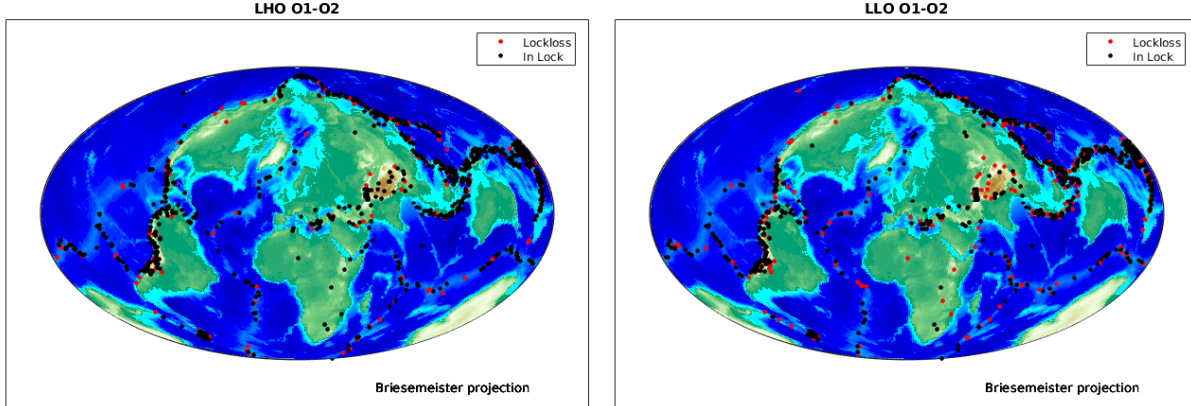 LHO O1-O2
Lockloss
In Lock
Briesemeister projection
LLO O1-O2
Lockloss
In Lock
Briesemeister projection